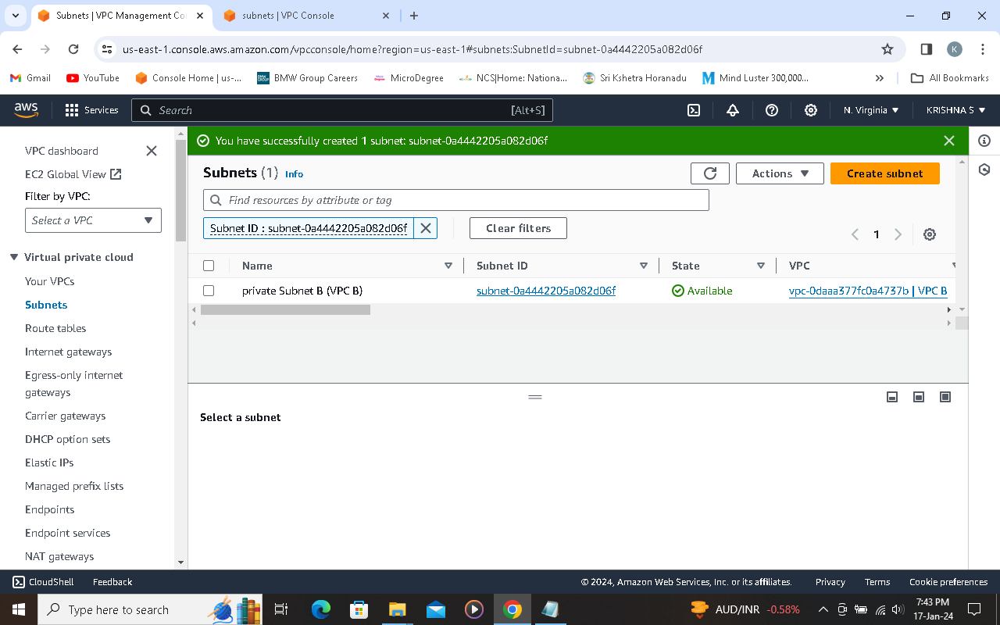 Subnets | VPC Management Co
subnets | VPC Console
us-east-1.console.aws.amazon.com/vpcconsole/home?region=us-east-1#subnets:SubnetId=subnet-0a4442205a082d06f
K
Gmail
YouTube
Console Home | us-...
BMW Group Careers
MicroDegree
NCS|Home: Nationa...
Sri Kshetra Horanadu
Mind Luster 300,000...
All Bookmarks
aws
Services
Search
[Alt+S]
N. Virginia
KRISHNA S
VPC dashboard
EC2 Global View
Filter by VPC:
Select a VPC
Virtual private cloud
Your VPCs
Subnets
Route tables
Internet gateways
Egress-only internet
gateways
Carrier gateways
DHCP option sets
Elastic IPs
Managed prefix lists
Endpoints
Endpoint services
NAT gateways
You have successfully created 1 subnet: subnet-0a4442205a082d06f
Subnets (1) Info
Actions
Create subnet
Find resources by attribute or tag
Subnet ID : subnet-0a4442205a082d06f
Clear filters
1
Name
Subnet ID
State
VPC
private Subnet B (VPC B)
subnet-0a4442205a082d06f
Available
vpc-0daaa377fc0a4737b | VPC B
Select a subnet
CloudShell
Feedback
© 2024, Amazon Web Services, Inc. or its affiliates.
Privacy
Terms
Cookie preferences
Type here to search
AUD/INR -0.58%
7:43 PM
17-Jan-24